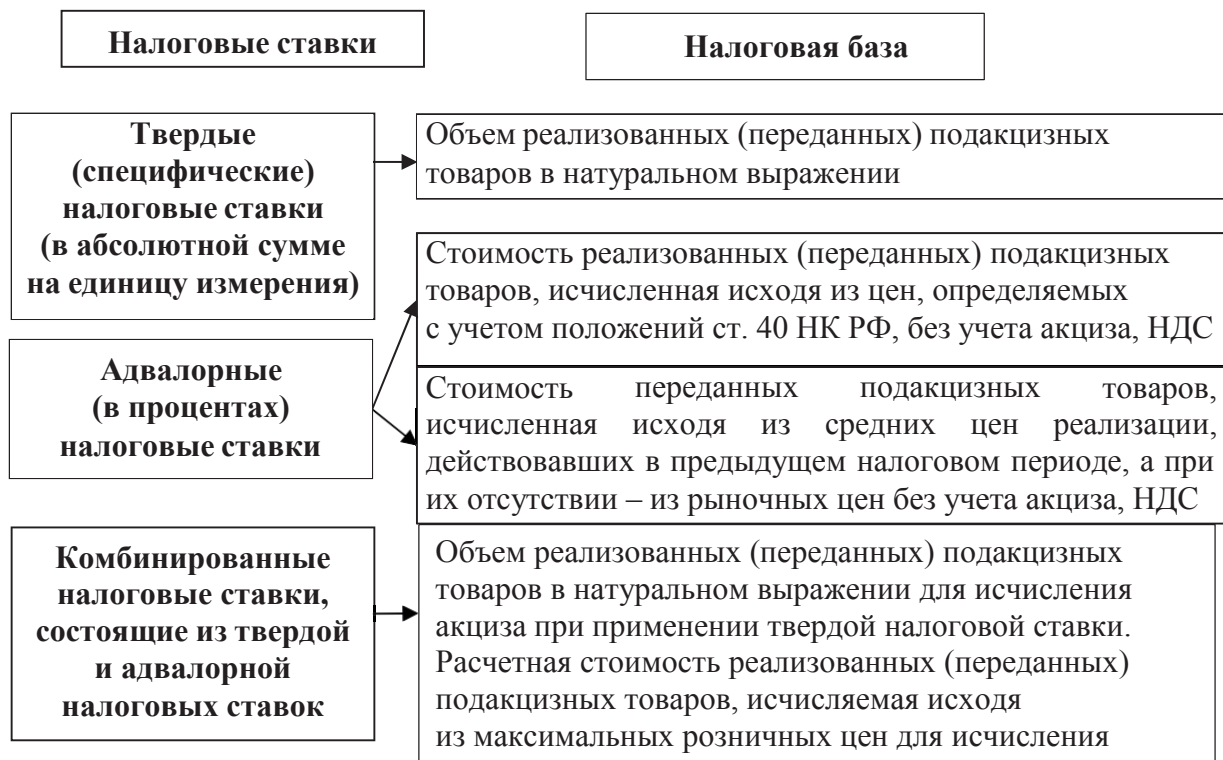 Налоговые ставки
Налоговая база
Твердые
(специфические)
налоговые ставки
(в абсолютной сумме
на единицу измерения)
Объем реализованных (переданных) подакцизных
товаров в натуральном выражении
Адвалорные
(в процентах)
налоговые ставки
Стоимость реализованных (переданных) подакцизных
товаров, исчисленная исходя из цен, определяемых
с учетом положений ст. 40 НК РФ, без учета акциза, НДС
Стоимость переданных подакцизных товаров,
исчисленная исходя из средних цен реализации,
действовавших в предыдущем налоговом периоде, а при
их отсутствии – из рыночных цен без учета акциза, НДС
Комбинированные
налоговые ставки,
состоящие из твердой
и адвалорной
налоговых ставок
Объем реализованных (переданных) подакцизных
товаров в натуральном выражении для исчисления
акциза при применении твердой налоговой ставки.
Расчетная стоимость реализованных (переданных)
подакцизных товаров, исчисляемая исходя
из максимальных розничных цен для исчисления